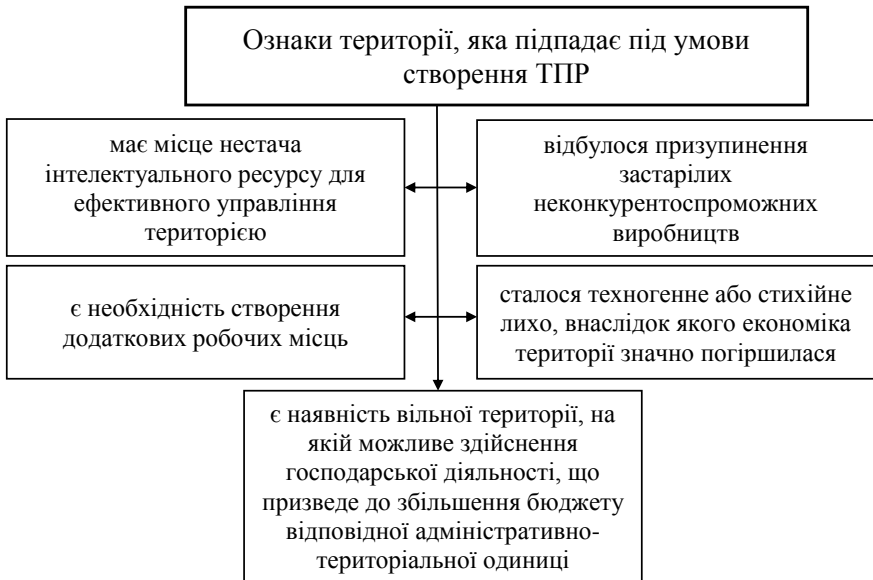 Ознаки території, яка підпадає під умови
створення ТПР
має місце нестача
інтелектуального ресурсу для
ефективного управління
територією
відбулося призупинення
застарілих
неконкурентоспроможних
виробництв
є необхідність створення
додаткових робочих місць
сталося техногенне або стихійне
лихо, внаслідок якого економіка
території значно погіршилася
є наявність вільної території, на
якій можливе здійснення
господарської діяльності, що
призведе до збільшення бюджету
відповідної адміністративно-
територіальної одиниці